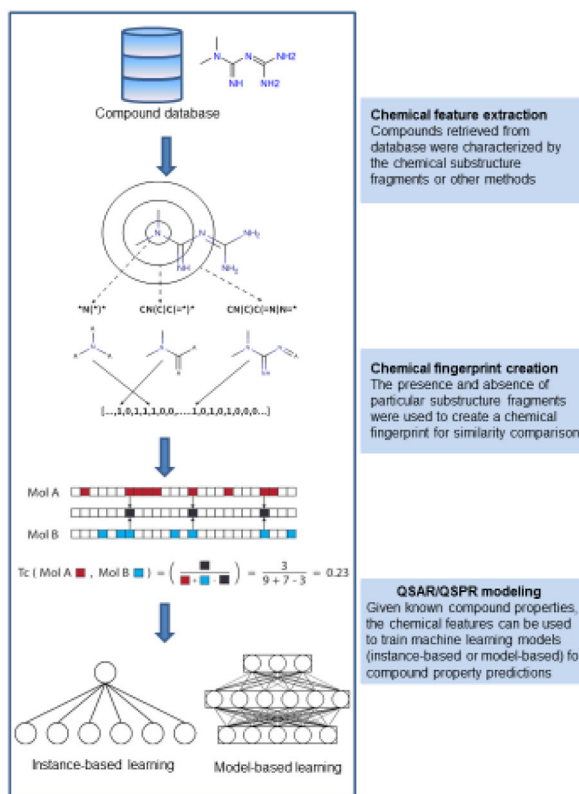 N
N
NH2
NH
NH2
Compound database
Chemical feature extraction
Compounds retrieved from
database were characterized by
the chemical substructure
fragments or other methods
N
N
NH2
NH
NH2
*N(*)*
CN(C)C(=*)*
CN(C)C(=N)N=*
Chemical fingerprint creation
The presence and absence of
particular substructure fragments
were used to create a chemical
fingerprint for similarity comparison
[...,1,0,1,1,1,0,0,....1,0,1,0,1,0,0,0...]
Mol A
Mol B
Tc ( Mol A , Mol B ) = ( + - ) = 3 / 9 + 7 - 3 = 0.23
QSAR/QSPR modeling
Given known compound properties,
the chemical features can be used
to train machine learning models
(instance-based or model-based) fo
compound property predictions
Instance-based learning
Model-based learning